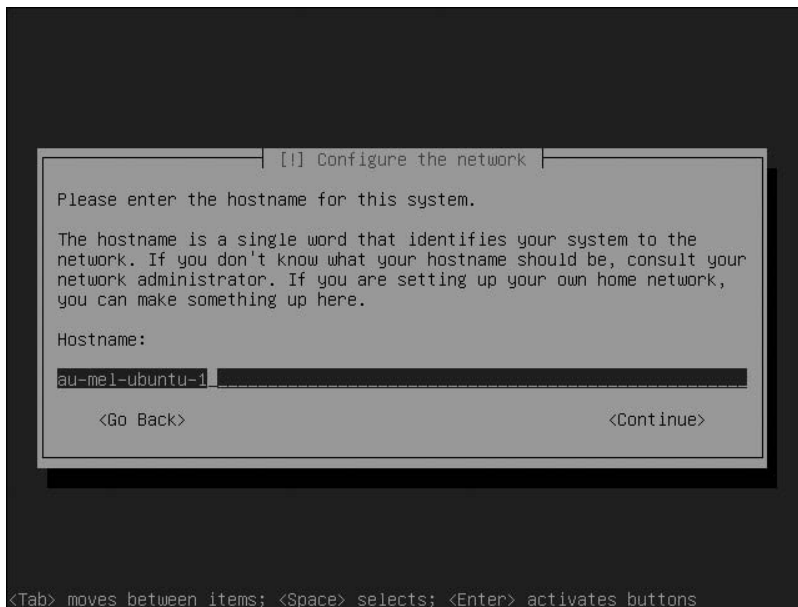 [!] Configure the network
Please enter the hostname for this system.
The hostname is a single word that identifies your system to the
network. If you don't know what your hostname should be, consult your
network administrator. If you are setting up your own home network,
you can make something up here.
Hostname:
au-mel-ubuntu-1
<Go Back> <Continue>
<Tab> moves between items; <Space> selects; <Enter> activates buttons